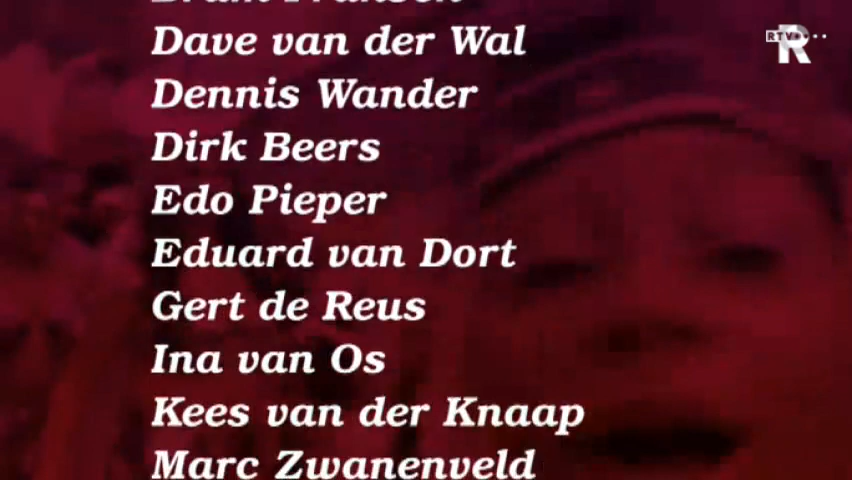 RTV
R
Dave van der Wal
Dennis Wander
Dirk Beers
Edo Pieper
Eduard van Dort
Gert de Reus
Ina van Os
Kees van der Knaap
Marc Zwanenveld